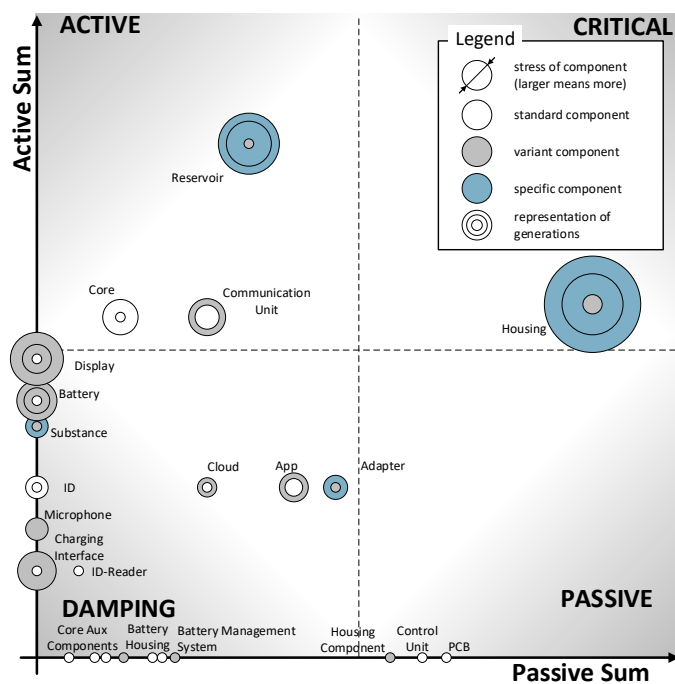 ACTIVE
CRITICAL
Legend
stress of component
(larger means more)
standard component
variant component
specific component
representation of
generations
Active Sum
Reservoir
Core
Communication
Unit
Housing
Display
Battery
Substance
Cloud
App
Adapter
ID
Microphone
Charging
Interface
ID-Reader
DAMPING
PASSIVE
Core Aux
Components
Battery
Housing
Battery Management
System
Housing
Component
Control
Unit
PCB
Passive Sum